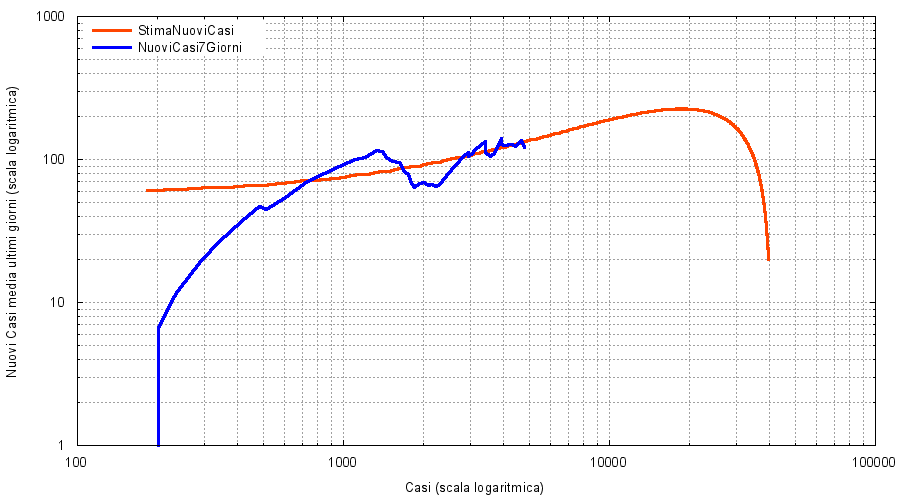 1000
StimaNuoviCasi
NuoviCasi7Giorni
100
10
1
Nuovi Casi media ultimi giorni (scala logaritmica)
100
1000
10000
100000
Casi (scala logaritmica)